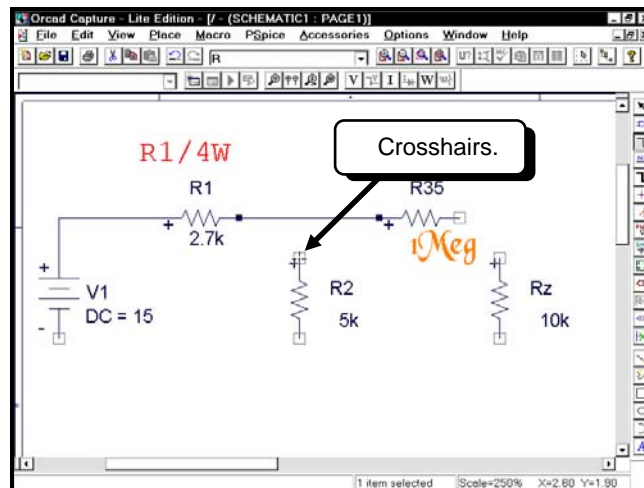 Orcad Capture - Lite Edition - [/ - (SCHEMATIC1 : PAGE1)]
File Edit View Place Macro PSpice Accessories Options Window Help
R
V I W
Crosshairs.
R1/4W
R1
R35
2.7k
1Meg
+
V1
DC = 15
-
+
+
+
R2
5k
+
Rz
10k
1 item selected Scale=250% X=2.60 Y=1.90